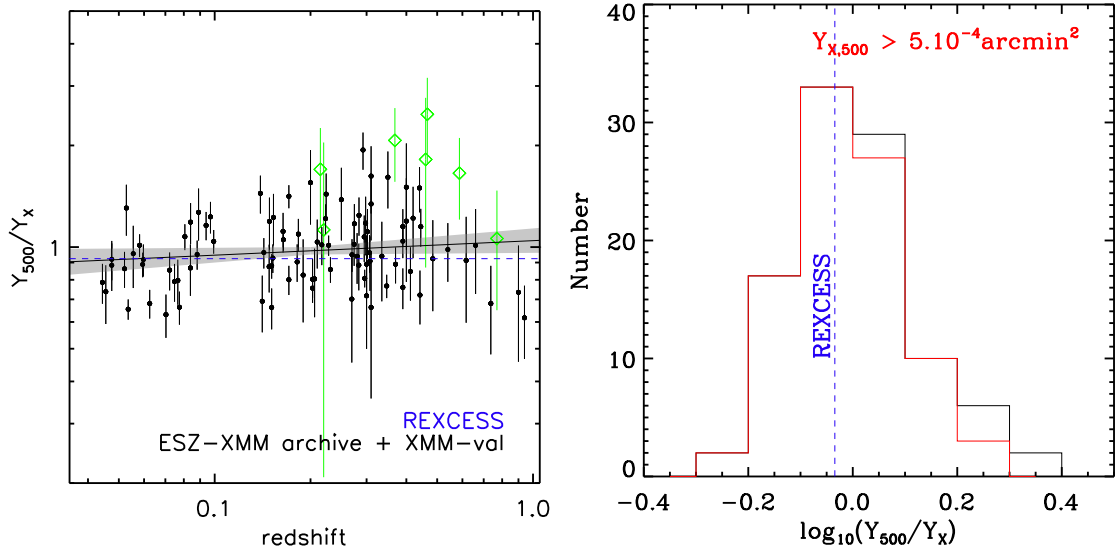 Y500/YX
1
REXCESS
ESZ-XMM archive + XMM-val
0.1
1.0
redshift
40
30
20
10
0
Number
YX,500 > 5.10-4arcmin2
REXCESS
-0.4
-0.2
0.0
0.2
0.4
log10(Y500/YX)